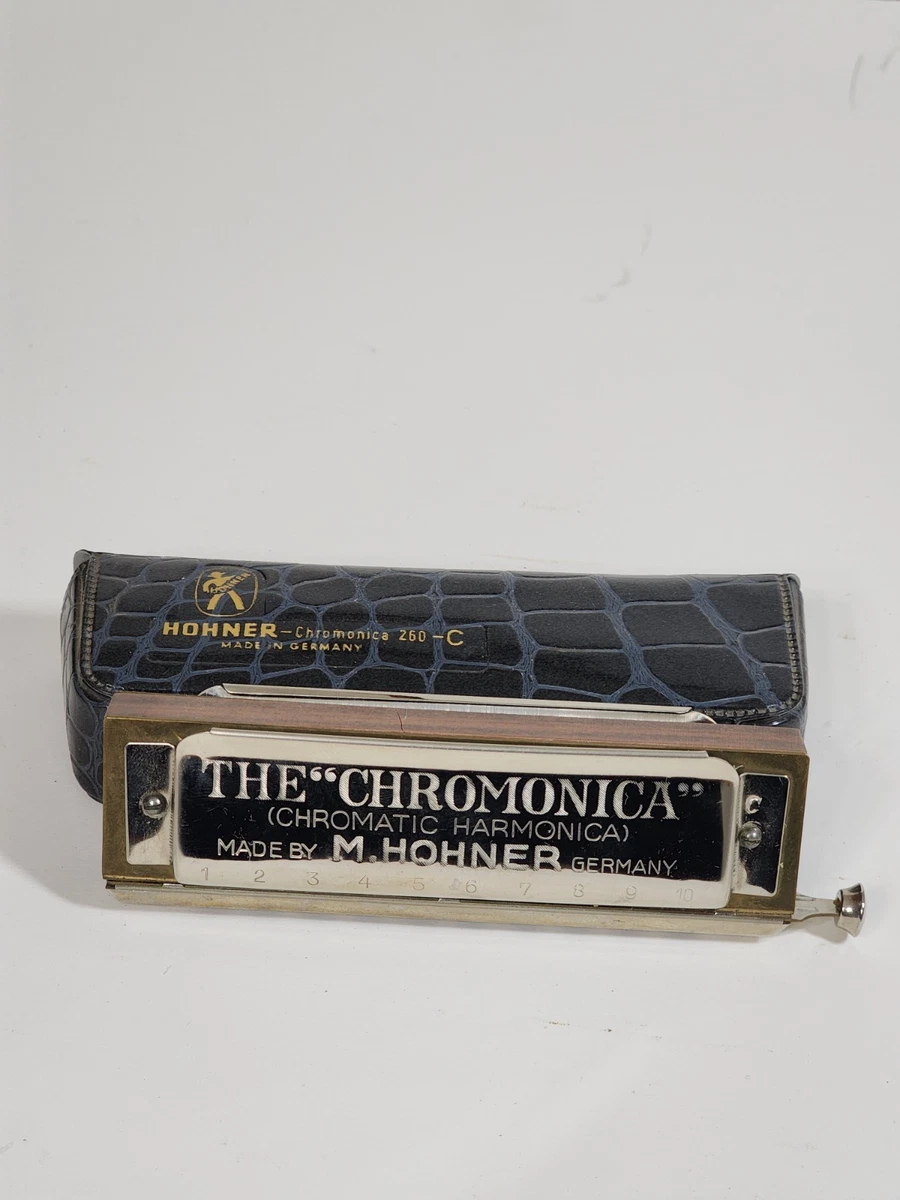 HOHNER
HOHNER–Chromonica 260–C
MADE IN GERMANY
THE “CHROMONICA”
C
(CHROMATIC HARMONICA)
MADE BY M. HOHNER GERMANY
1 2 3 4 5 6 7 8 9 10